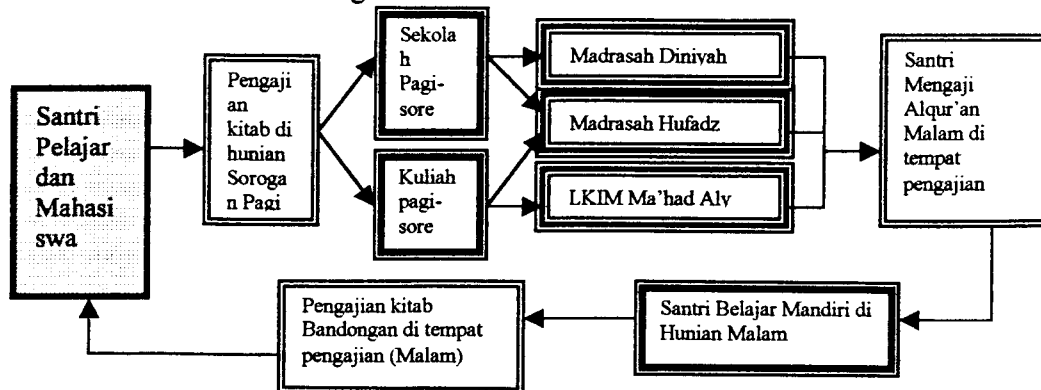 Santri
Pelajar
dan
Mahasi
swa
Pengaji
an
kitab di
hunian
Soroga
n Pagi
Sekola
h
Pagi-
sore
Kuliah
pagi-
sore
Madrasah Diniyah
Madrasah Hufadz
LKIM Ma'had Aly
Santri
Mengaji
Alqur'an
Malam di
tempat
pengajian
Santri Belajar Mandiri di
Hunian Malam
Pengajian kitab
Bandongan di tempat
pengajian (Malam)